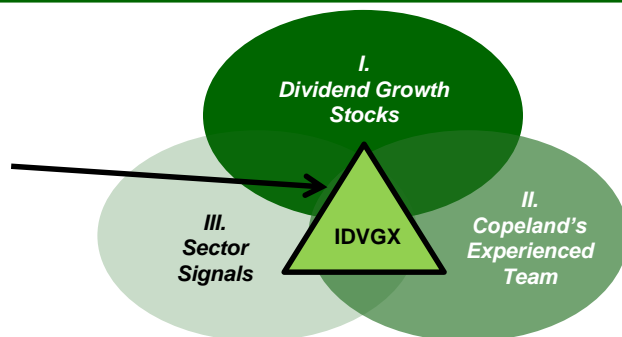 I.
Dividend Growth
Stocks
II.
Copeland's
Experienced
Team
III.
Sector
Signals
IDVGX